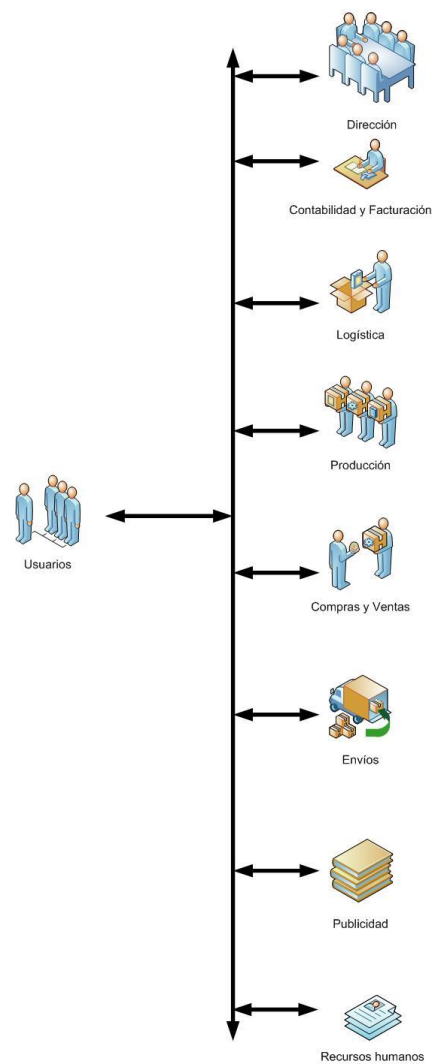 Dirección
Contabilidad y Facturación
Logística
Producción
Usuarios
Compras y Ventas
Envíos
Publicidad
Recursos humanos